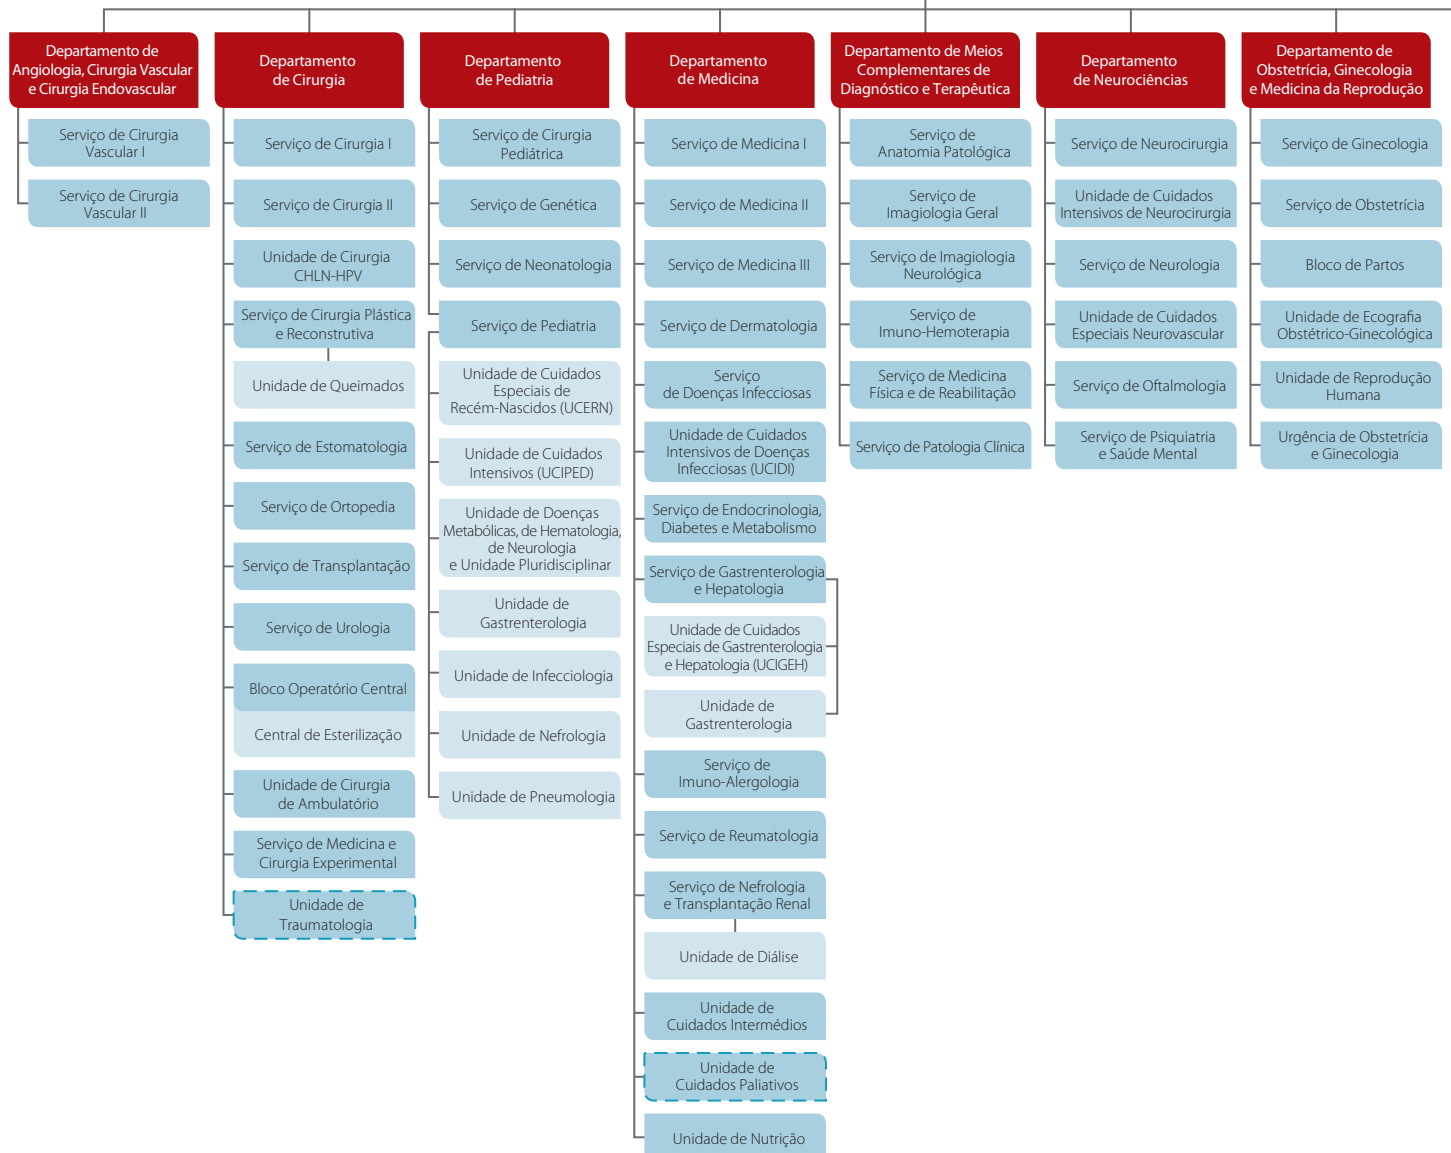 Departamento de
Angiologia, Cirurgia Vascular
e Cirurgia Endovascular
Serviço de Cirurgia
Vascular I
Serviço de Cirurgia
Vascular II
Departamento
de Cirurgia
Serviço de Cirurgia I
Serviço de Cirurgia II
Unidade de Cirurgia
CHLN-HPV
Serviço de Cirurgia Plástica
e Reconstrutiva
Unidade de Queimados
Serviço de Estomatologia
Serviço de Ortopedia
Serviço de Transplantação
Serviço de Urologia
Bloco Operatório Central
Central de Esterilização
Unidade de Cirurgia
de Ambulatório
Serviço de Medicina e
Cirurgia Experimental
Unidade de
Traumatologia
Departamento
de Pediatria
Serviço de Cirurgia
Pediátrica
Serviço de Genética
Serviço de Neonatologia
Serviço de Pediatria
Unidade de Cuidados
Especiais de
Recém-Nascidos (UCERN)
Unidade de Cuidados
Intensivos (UCIPED)
Unidade de Doenças
Metabólicas, de Hematologia,
de Neurologia
e Unidade Pluridisciplinar
Unidade de
Gastrenterologia
Unidade de Infecciologia
Unidade de Nefrologia
Unidade de Pneumologia
Departamento
de Medicina
Serviço de Medicina I
Serviço de Medicina II
Serviço de Medicina III
Serviço de Dermatologia
Serviço
de Doenças Infecciosas
Unidade de Cuidados
Intensivos de Doenças
Infecciosas (UCIDI)
Serviço de Endocrinologia,
Diabetes e Metabolismo
Serviço de Gastrenterologia
e Hepatologia
Unidade de Cuidados
Especiais de Gastrenterologia
e Hepatologia (UCIGEH)
Unidade de
Gastrenterologia
Serviço de
Imuno-Alergologia
Serviço de Reumatologia
Serviço de Nefrologia
e Transplantação Renal
Unidade de Diálise
Unidade de
Cuidados Intermédios
Unidade de
Cuidados Paliativos
Unidade de Nutrição
Departamento de Meios
Complementares de
Diagnóstico e Terapêutica
Serviço de
Anatomia Patológica
Serviço de
Imagiologia Geral
Serviço de Imagiologia
Neurológica
Serviço de
Imuno-Hemoterapia
Serviço de Medicina
Física e de Reabilitação
Serviço de Patologia Clínica
Departamento
de Neurociências
Serviço de Neurocirurgia
Unidade de Cuidados
Intensivos de Neurocirurgia
Serviço de Neurologia
Unidade de Cuidados
Especiais Neurovascular
Serviço de Oftalmologia
Serviço de Psiquiatria
e Saúde Mental
Departamento de
Obstetrícia, Ginecologia
e Medicina da Reprodução
Serviço de Ginecologia
Serviço de Obstetrícia
Bloco de Partos
Unidade de Ecografia
Obstétrico-Ginecológica
Unidade de Reprodução
Humana
Urgência de Obstetrícia
e Ginecologia